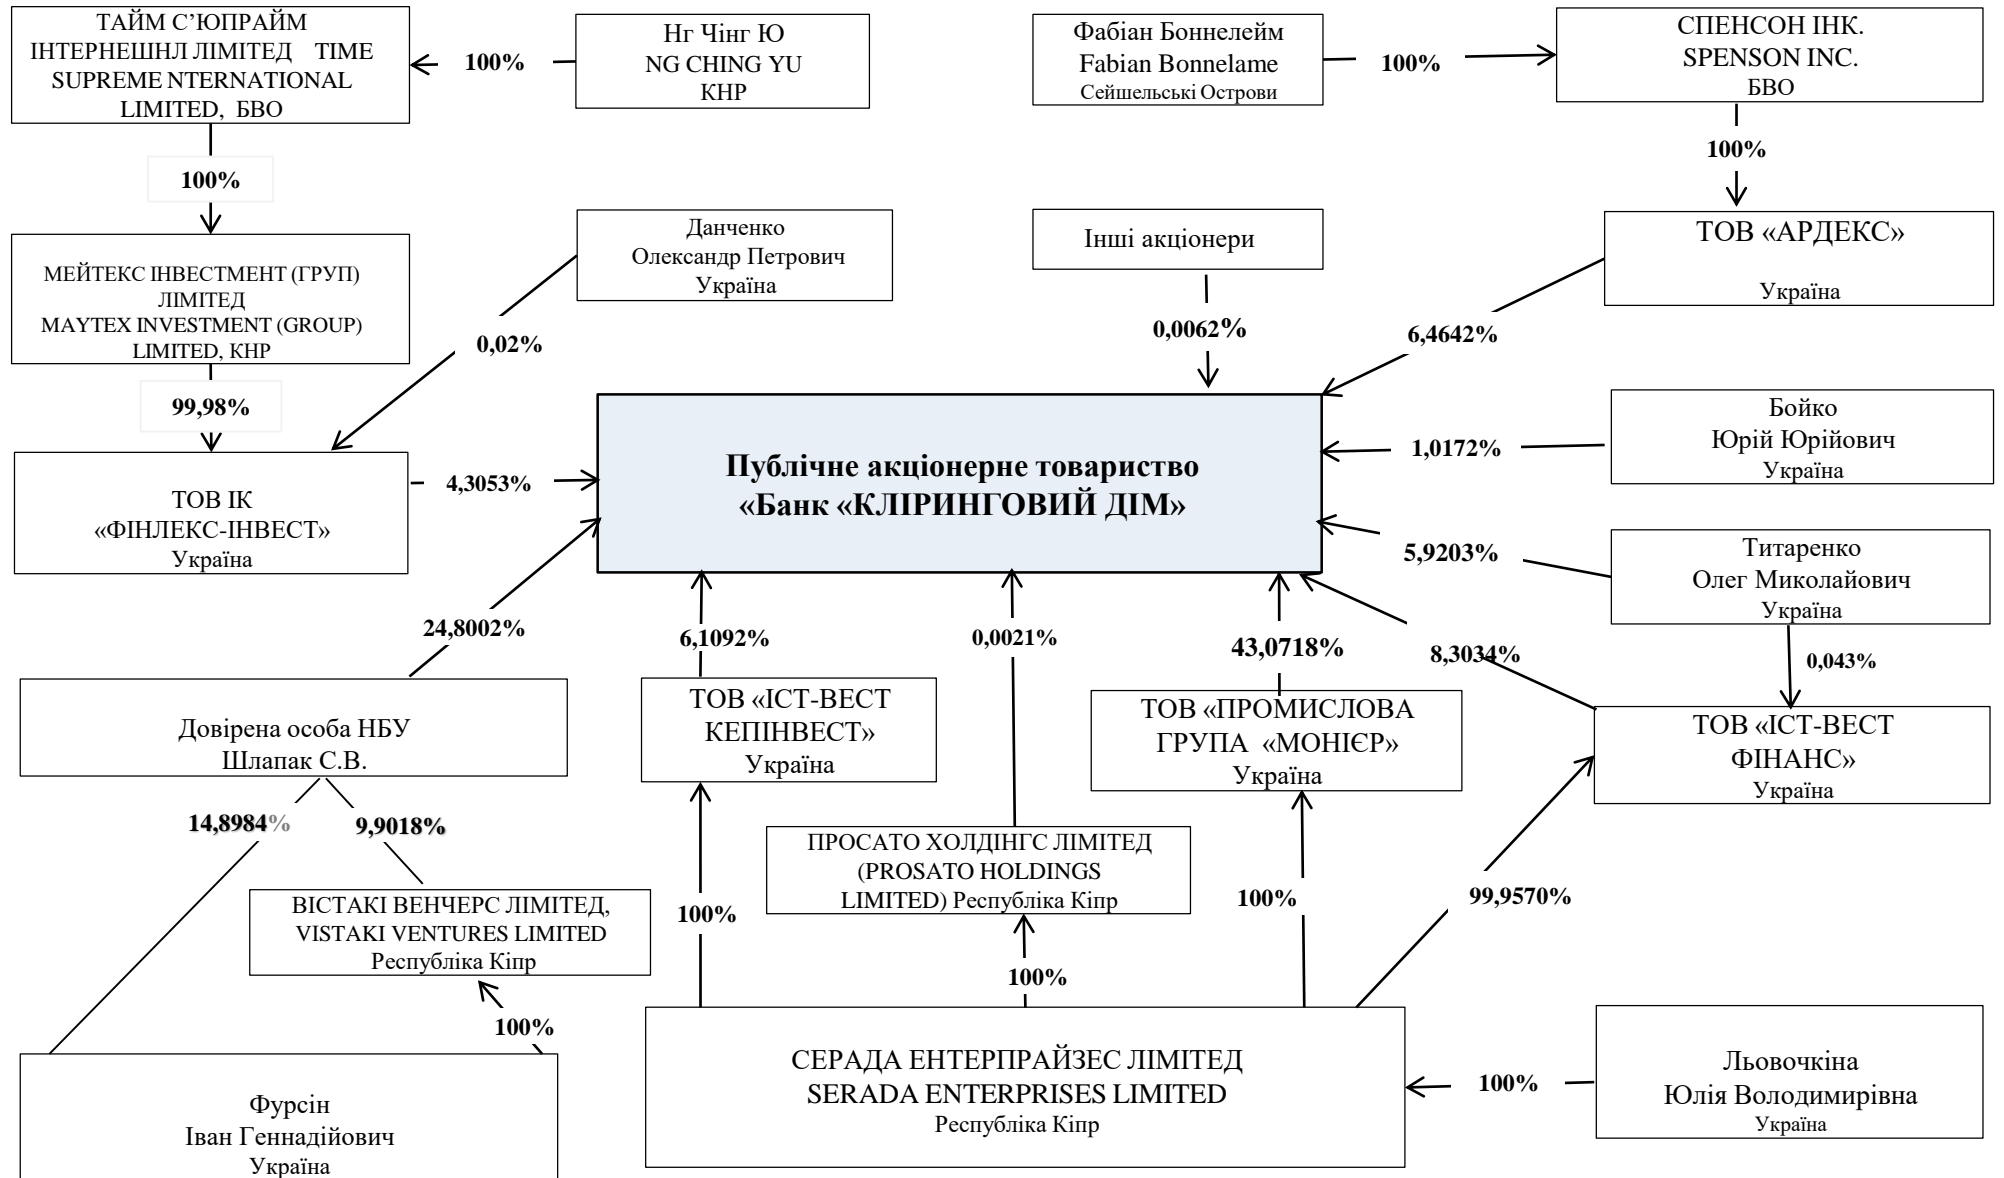 ТАЙМ С’ЮПРАЙМ
ІНТЕРНЕШНЛ ЛІМІТЕД TIME
SUPREME NTERNATIONAL
LIMITED, БВО
100%
Нг Чінг Ю
NG CHING YU
КНР
Фабіан Боннелейм
Fabian Bonnelame
Сейшельські Острови
100%
СПЕНСОН ІНК.
SPENSON INC.
БВО
100%
100%
МЕЙТЕКС ІНВЕСТМЕНТ (ГРУП)
ЛІМІТЕД
MAYTEX INVESTMENT (GROUP)
LIMITED, КНР
Данченко
Олександр Петрович
Україна
Інші акціонери
ТОВ «АРДЕКС»
Україна
0,02%
0,0062%
6,4642%
99,98%
Бойко
Юрій Юрійович
Україна
1,0172%
ТОВ ІК
«ФІНЛЕКС-ІНВЕСТ»
Україна
4,3053%
Публічне акціонерне товариство
«Банк «КЛІРИНГОВИЙ ДІМ»
5,9203%
Титаренко
Олег Миколайович
Україна
24,8002%
6,1092%
0,0021%
43,0718%
8,3034%
0,043%
Довірена особа НБУ
Шлапак С.В.
ТОВ «ІСТ-ВЕСТ
КЕПІНВЕСТ»
Україна
ТОВ «ПРОМИСЛОВА
ГРУПА «МОНІЄР»
Україна
ТОВ «ІСТ-ВЕСТ
ФІНАНС»
Україна
14,8984%
9,9018%
ПРОСАТО ХОЛДІНГС ЛІМІТЕД
(PROSATO HOLDINGS
LIMITED) Республіка Кіпр
ВІСТАКІ ВЕНЧЕРС ЛІМІТЕД,
VISTAKI VENTURES LIMITED
Республіка Кіпр
100%
100%
100%
99,9570%
100%
СЕРАДА ЕНТЕРПРАЙЗЕС ЛІМІТЕД
SERADA ENTERPRISES LIMITED
Республіка Кіпр
100%
Льовочкіна
Юлія Володимирівна
Україна
Фурсін
Іван Геннадійович
Україна